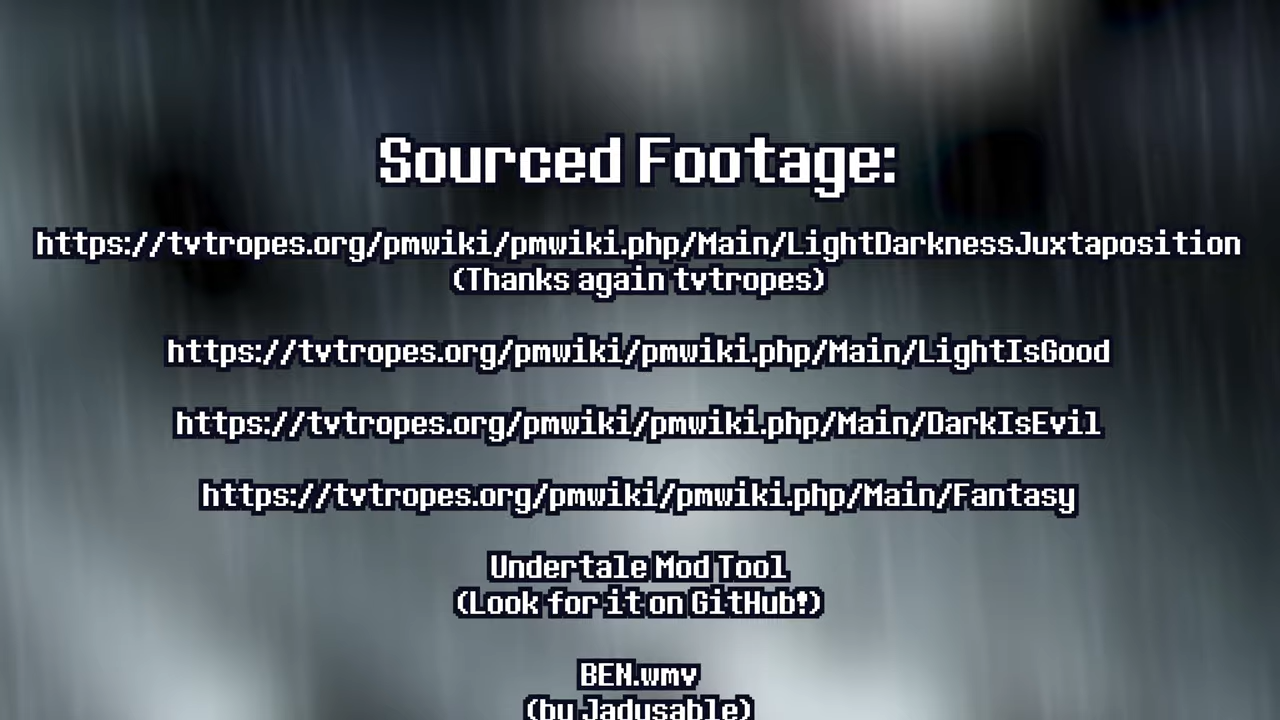 Sourced Footage:
https://tvtropes.org/pmwiki/pmwiki.php/Main/LightDarknessJuxtaposition
(Thanks again tvtropes)
https://tvtropes.org/pmwiki/pmwiki.php/Main/LightIsGood
https://tvtropes.org/pmwiki/pmwiki.php/Main/DarkIsEvil
https://tvtropes.org/pmwiki/pmwiki.php/Main/Fantasy
Undertale Mod Tool
(Look for it on GitHub!)
BEN.wmv
(by Jadusable)